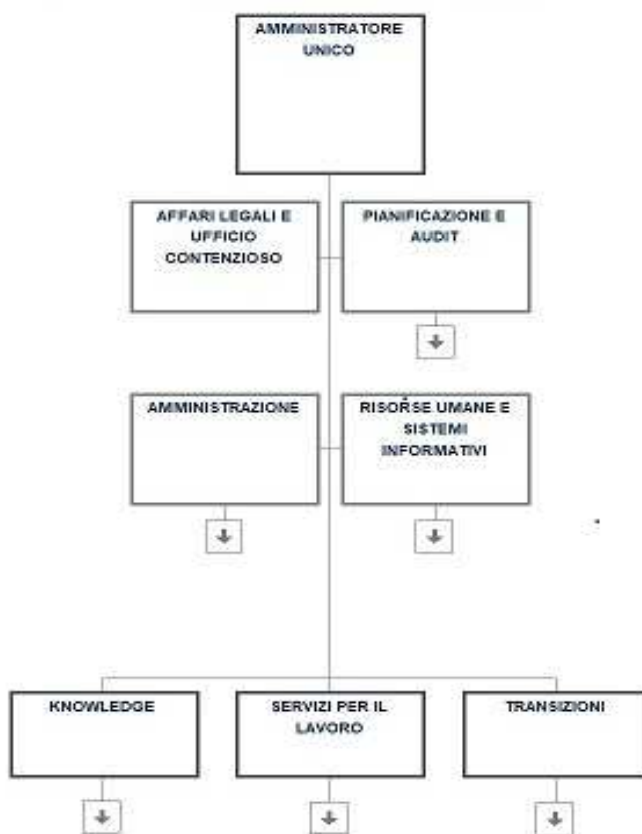 AMMINISTRATORE
UNICO
AFFARI LEGALI E
UFFICIO
CONTENZIOSO
PIANIFICAZIONE E
AUDIT
AMMINISTRAZIONE
RISORSE UMANE E
SISTEMI
INFORMATIVI
KNOWLEDGE
SERVIZI PER IL
LAVORO
TRANSIZIONI